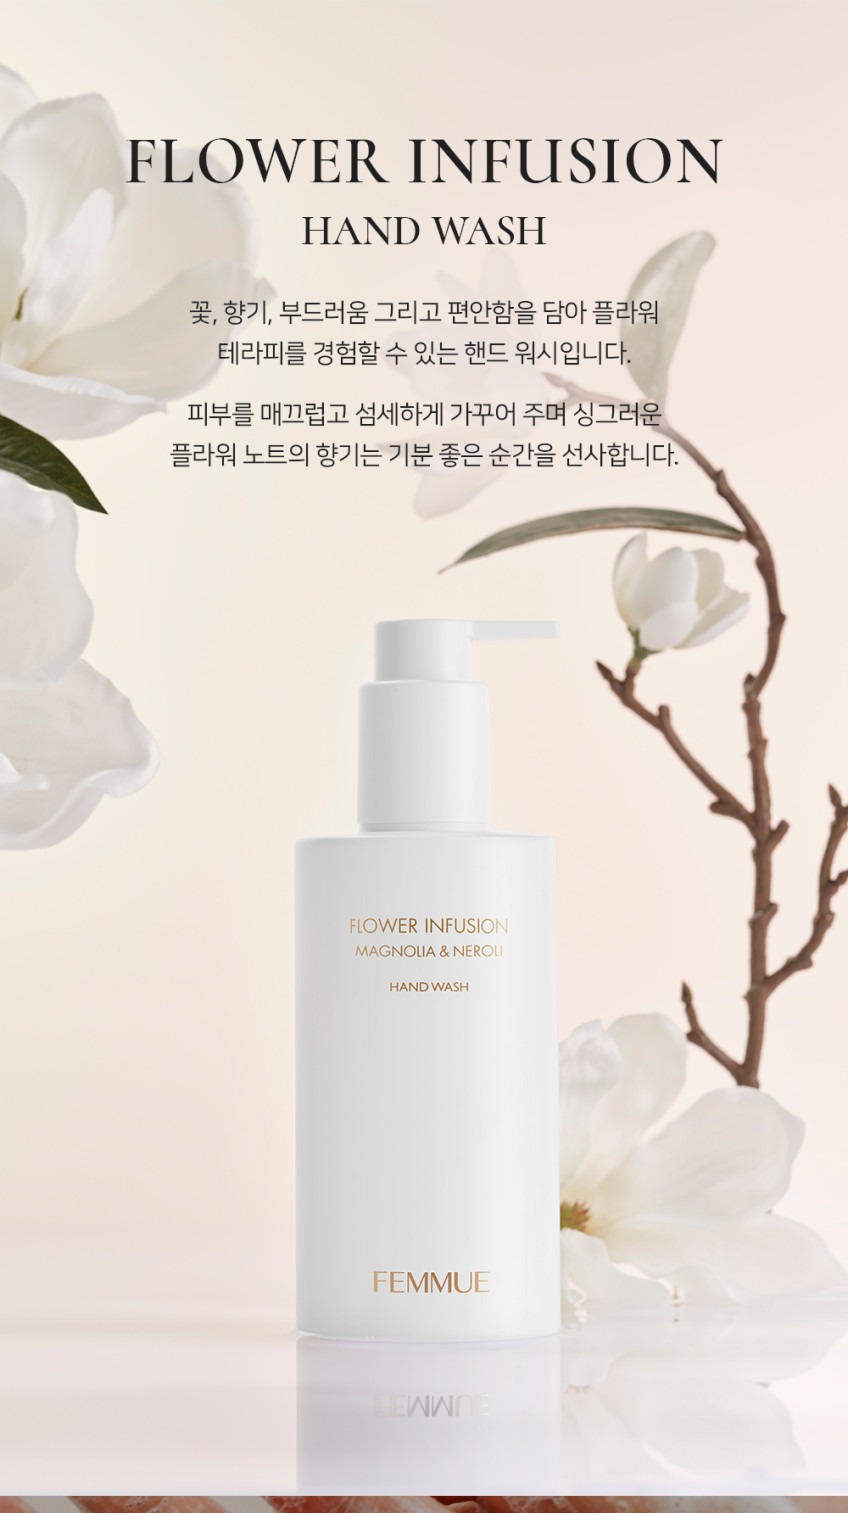 FLOWER INFUSION
HAND WASH
꽃, 향기, 부드러움 그리고 편안함을 담아 플라워
테라피를 경험할 수 있는 핸드 워시입니다.
피부를 매끄럽고 섬세하게 가꾸어 주며 싱그러운
플라워 노트의 향기는 기분 좋은 순간을 선사합니다.
FLOWER INFUSION
MAGNOLIA & NEROLI
HAND WASH
FEMMUE